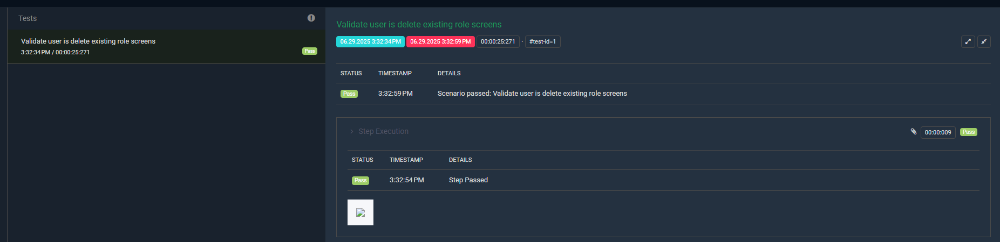 Tests
Validate user is delete existing role screens
3:32:34 PM / 00:00:25:271
Pass
Validate user is delete existing role screens
06.29.2025 3:32:34 PM 06.29.2025 3:32:59 PM 00:00:25:271 · #test-id=1
STATUS TIMESTAMP DETAILS
Pass 3:32:59 PM Scenario passed: Validate user is delete existing role screens
Step Execution 00:00:009 Pass
STATUS TIMESTAMP DETAILS
Pass 3:32:54 PM Step Passed